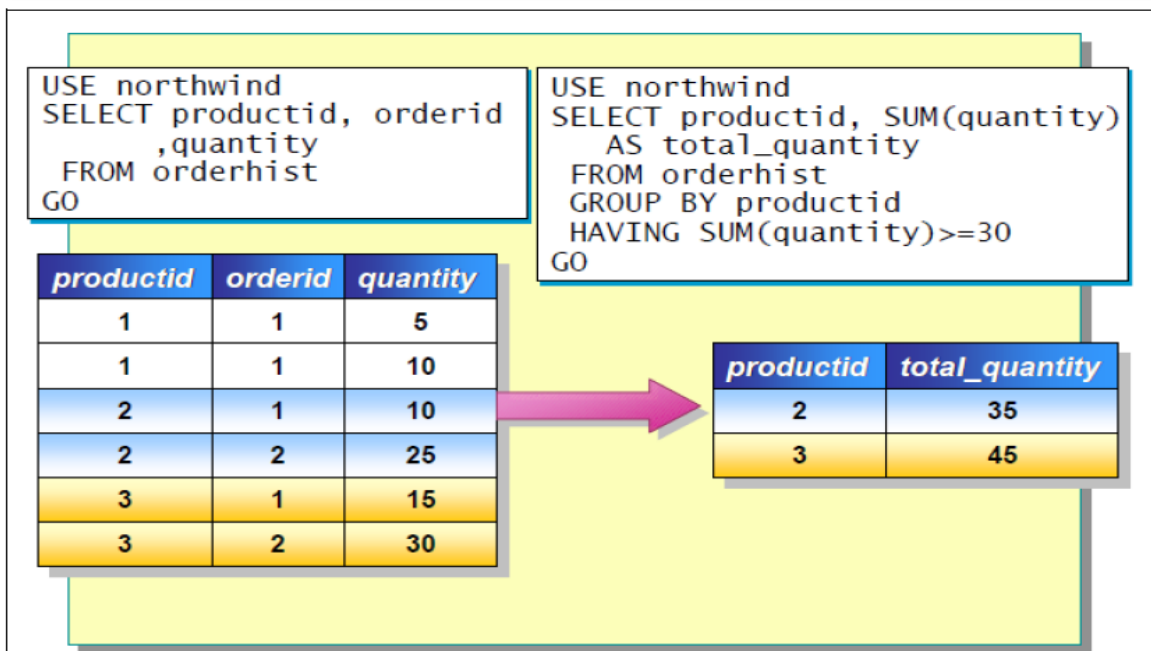 USE northwind
SELECT productid, orderid
,quantity
FROM orderhist
GO
USE northwind
SELECT productid, SUM(quantity)
AS total_quantity
FROM orderhist
GROUP BY productid
HAVING SUM(quantity)>=30
GO
productid orderid quantity
1 1 5
1 1 10
2 1 10
2 2 25
3 1 15
3 2 30
productid total_quantity
2 35
3 45